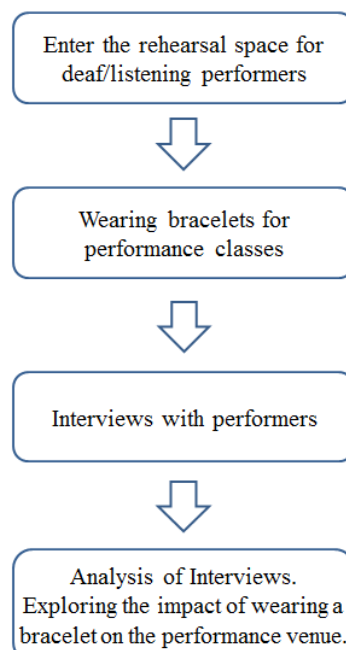 Enter the rehearsal space for
deaf/listening performers
Wearing bracelets for
performance classes
Interviews with performers
Analysis of Interviews.
Exploring the impact of wearing a
bracelet on the performance venue.